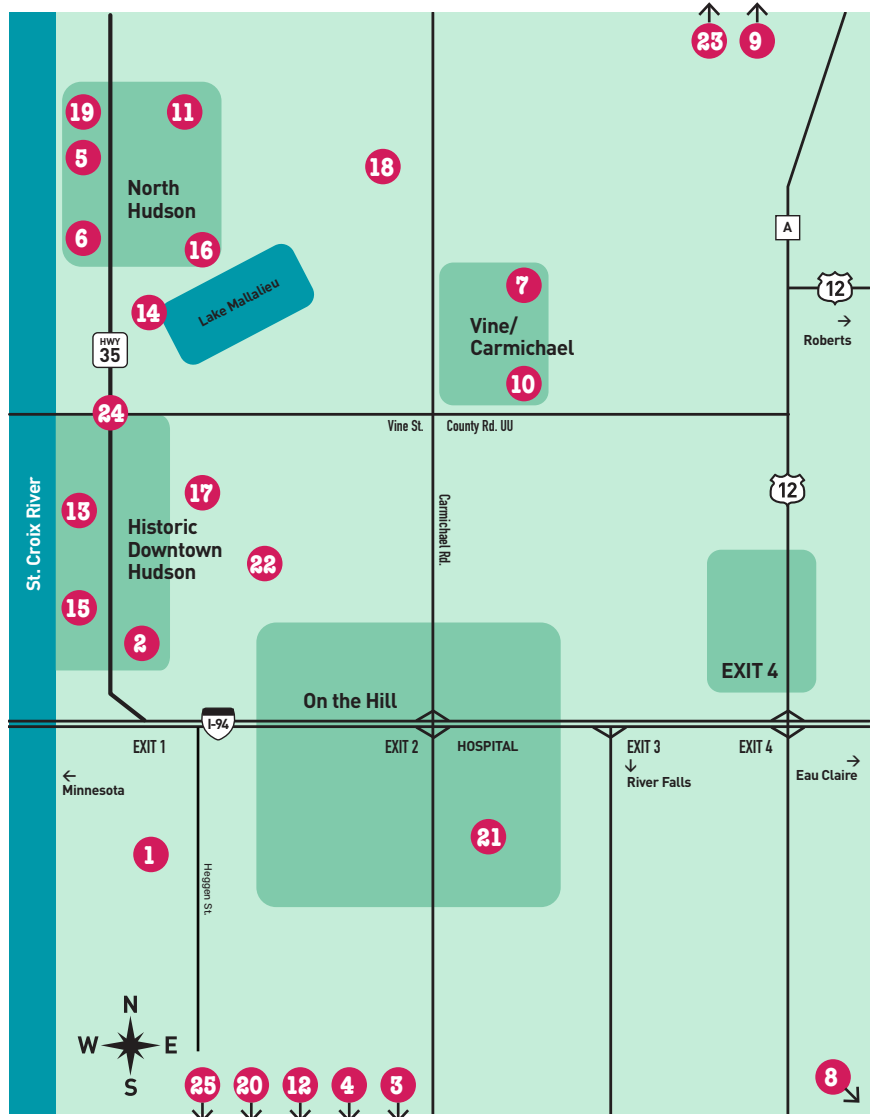 23
9
19
11
5
18
North
Hudson
6
16
A
7
12
Lake Mallalieu
14
Vine/
Carmichael
Roberts
HWY
35
10
24
Vine St.
County Rd. UU
12
17
13
St. Croix River
Historic
Downtown
Hudson
Carmichael
Rd.
22
15
2
EXIT 4
On the Hill
I-94
EXIT 1
EXIT 2
HOSPITAL
EXIT 3
EXIT 4
Minnesota
River Falls
Eau Claire
21
1
Heggen St.
N
W
E
S
25
20
12
4
3
8